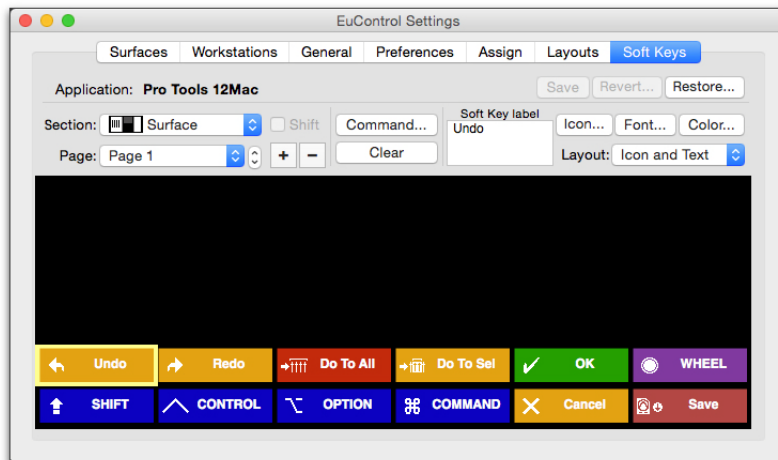 EuControl Settings
Surfaces Workstations General Preferences Assign Layouts Soft Keys
Application: Pro Tools 12Mac Save Revert... Restore...
Section: Surface Shift Command... Soft Key label Icon... Font... Color...
Undo
Page: Page 1 + − Clear Layout: Icon and Text
Undo Redo Do To All Do To Sel OK WHEEL
SHIFT CONTROL OPTION COMMAND Cancel Save